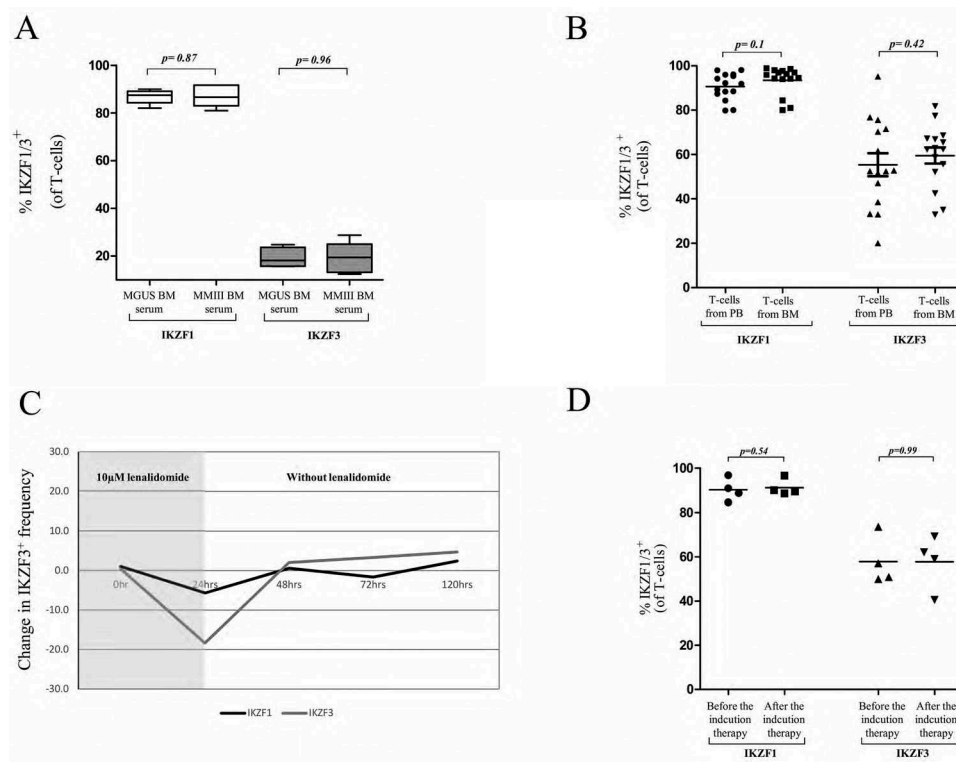 A
p= 0.87
p= 0.96
100
80
60
40
20
% IKZF1/3+
(of T-cells)
MGUS BM
serum
MMIII BM
serum
MGUS BM
serum
MMIII BM
serum
IKZF1
IKZF3
B
p= 0.1
p= 0.42
100
80
60
40
20
0
% IKZF1/3 +
(of T-cells)
T-cells
from PB
T-cells
from BM
T-cells
from PB
T-cells
from BM
IKZF1
IKZF3
C
30.0
20.0
10.0
0.0
-10.0
-20.0
-30.0
Change in IKZF3+ frequency
10µM lenalidomide
Without lenalidomide
0hr
24hrs
48hrs
72hrs
120hrs
IKZF1
IKZF3
D
p=0.54
p=0.99
100
80
60
40
20
0
% IKZF1/3+
(of T-cells)
Before the
indcution
therapy
After the
indcution
therapy
Before the
indcution
therapy
After the
indcution
therapy
IKZF1
IKZF3